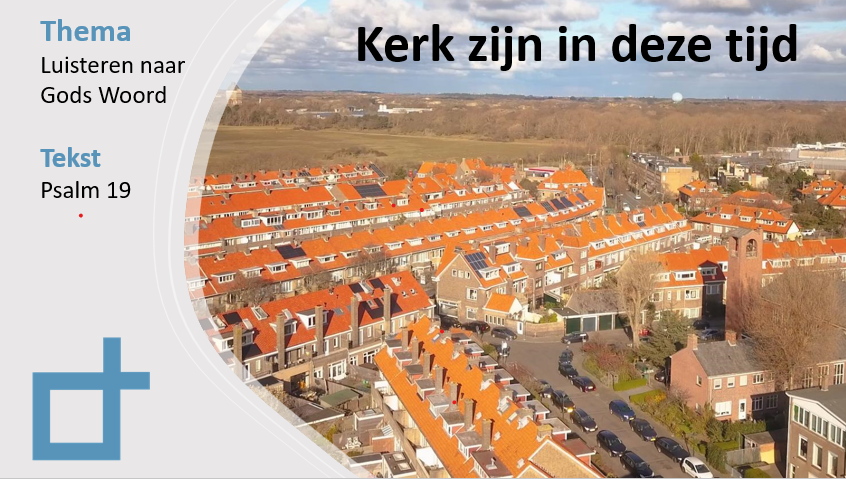 Kerk zijn in deze tijd
Thema
Luisteren naar
Gods Woord
Tekst
Psalm 19